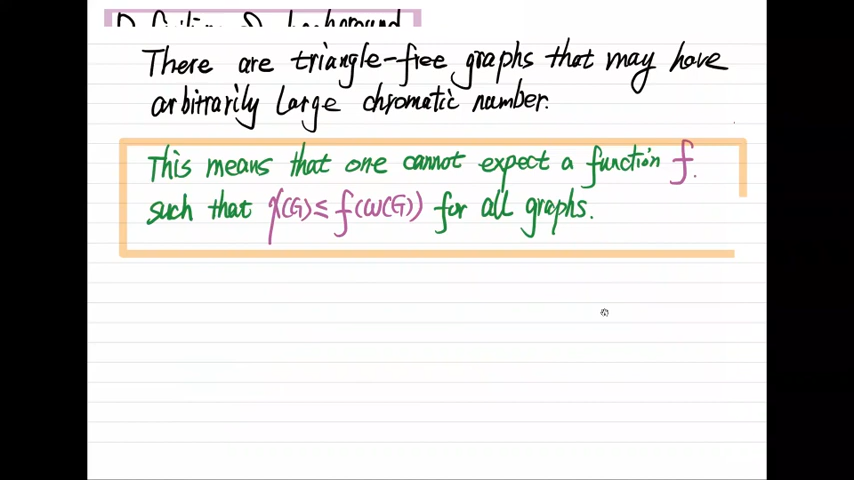 There are triangle-free graphs that may have
arbitrarily large chromatic number.
This means that one cannot expect a function f.
such that χ(G) ≤ f(ω(G)) for all graphs.